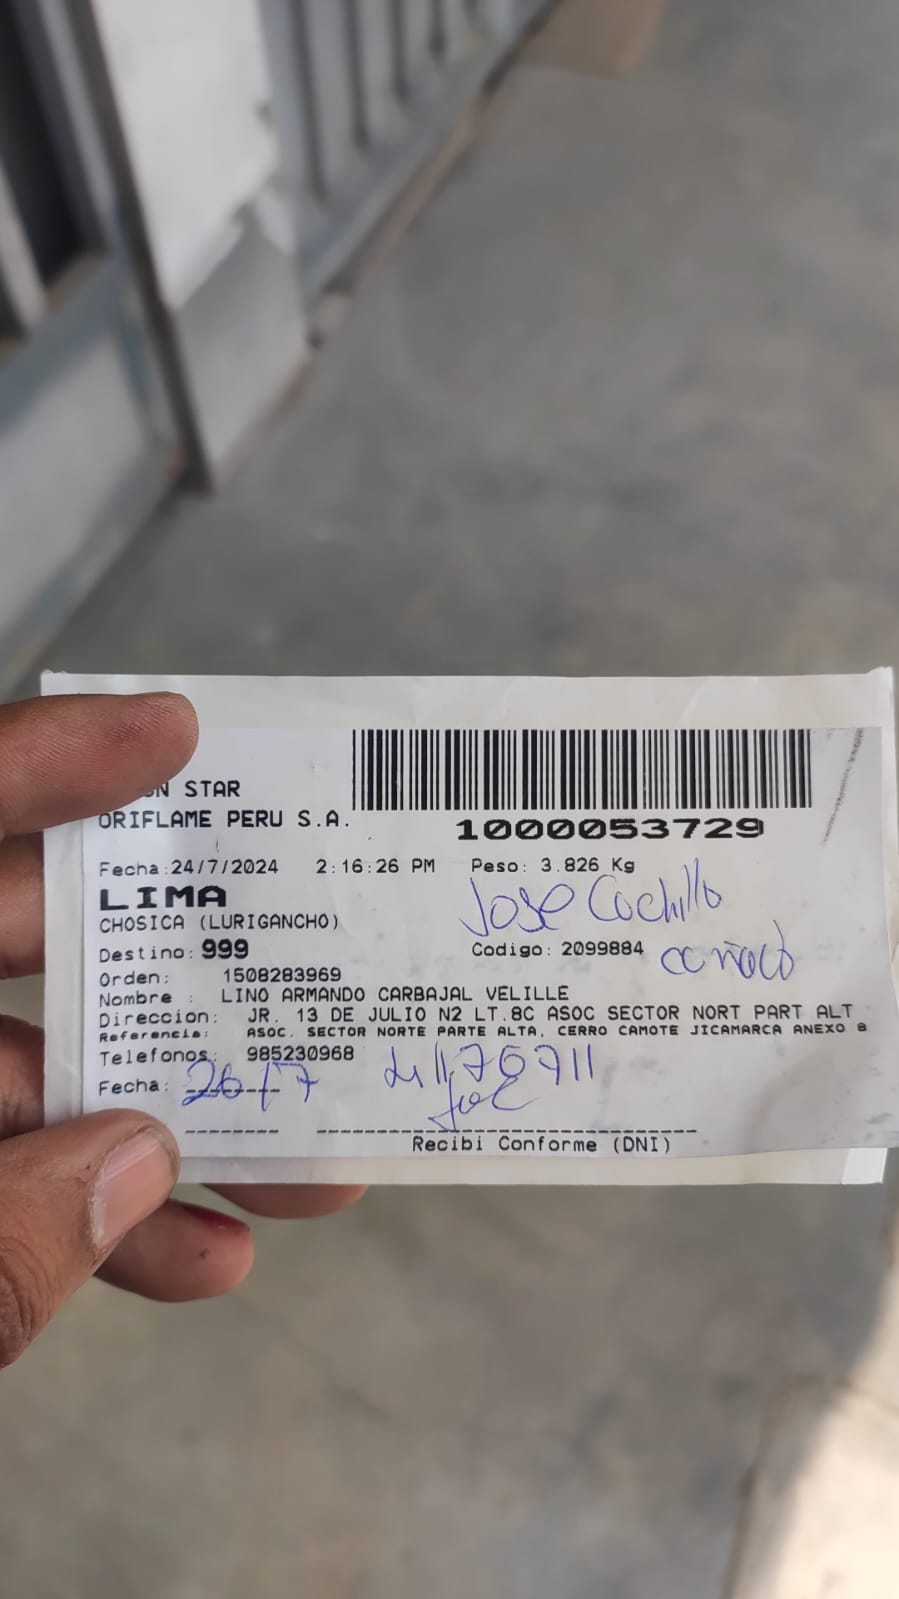 STAR
ORIFLAME PERU S.A.
1000053729
Fecha:24/7/2024 2:16:26 PM Peso: 3.826 Kg
LIMA
Jose Cochillo
CHOSICA (LURIGANCHO)
Destino: 999 Codigo: 2099884
Orden: 1508283969
Nombre : LINO ARMANDO CARBAJAL VELILLE
Direccion: JR. 13 DE JULIO N2 LT.8C ASOC SECTOR NORT PART ALT
Referencia: ASOC. SECTOR NORTE PARTE ALTA, CERRO CAMOTE JICAMARCA ANEXO 8
Telefonos: 985230968
Fecha: 26/7
Recibi Conforme (DNI)